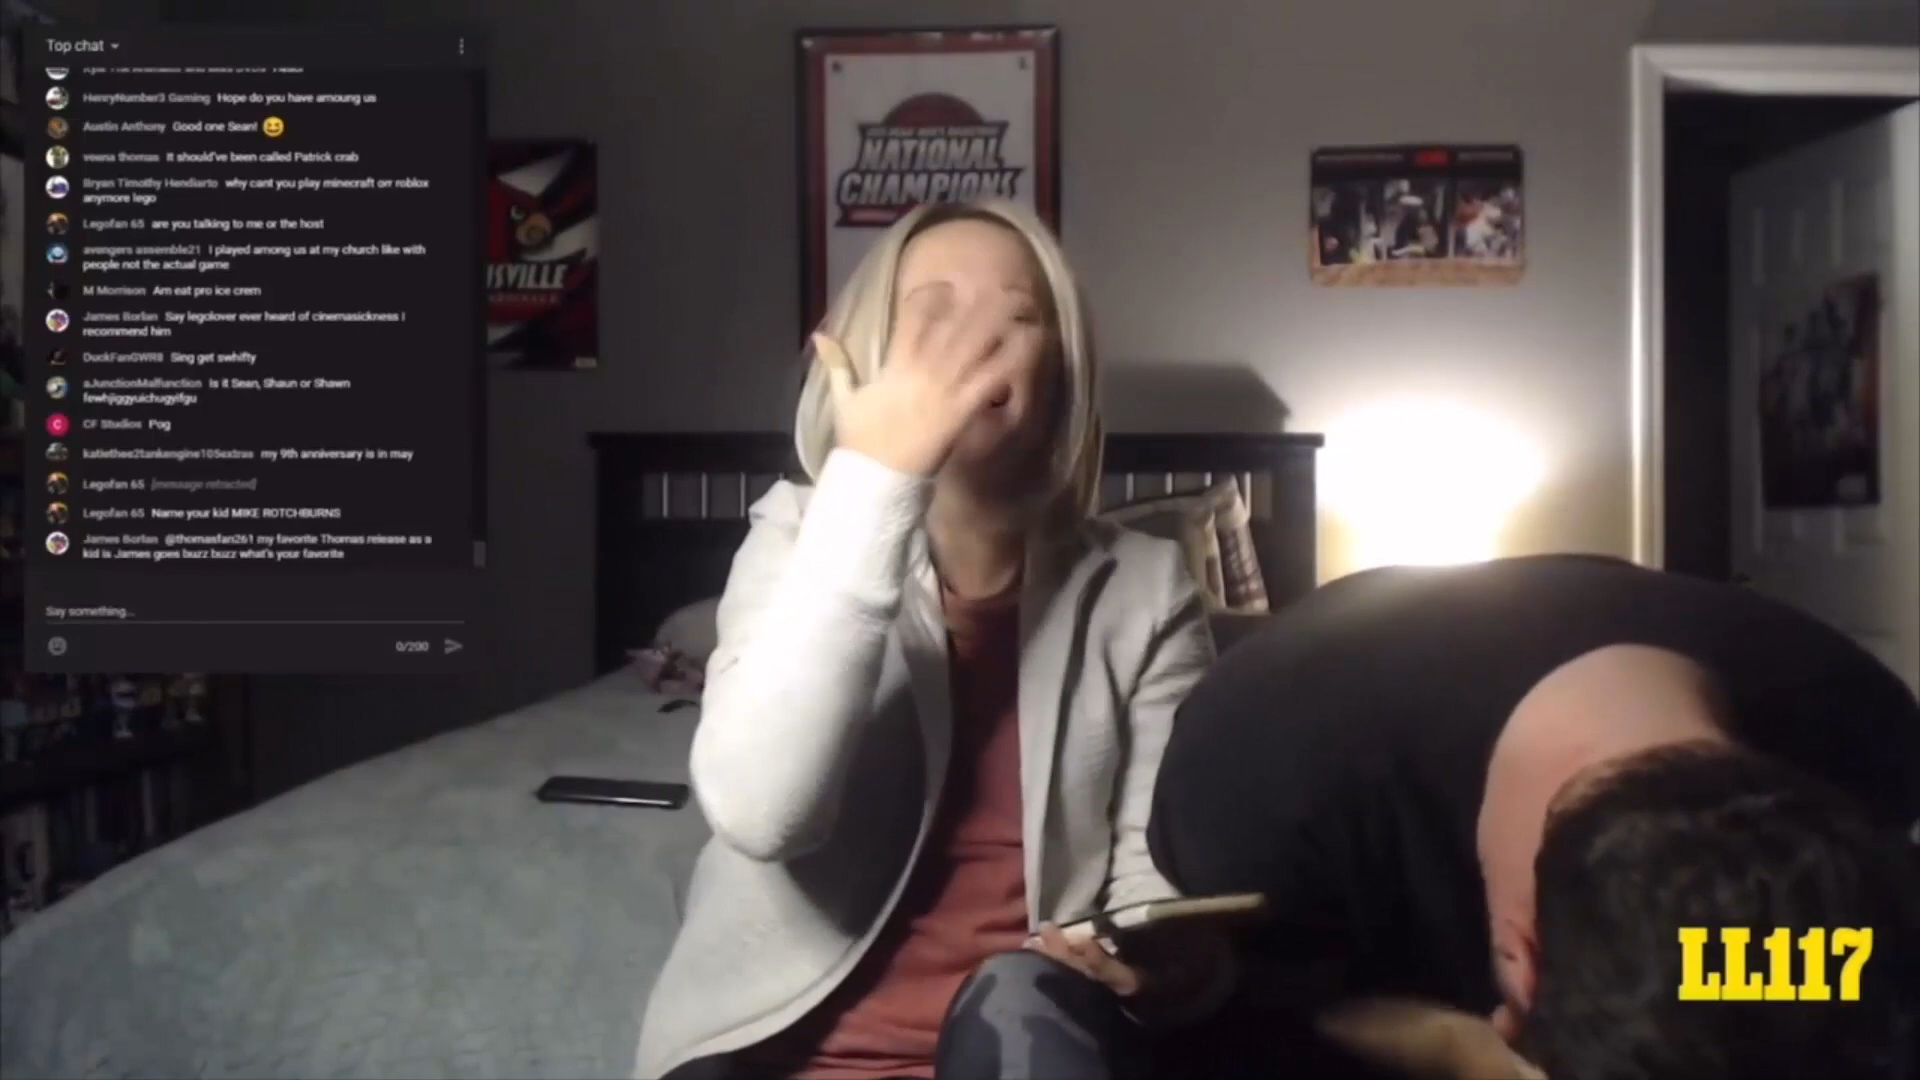 Top chat
HenryNumber3 Gaming Hope do you have amoung us
Austin Anthony Good one Sean!
veena thomas It should've been called Patrick crab
Bryan Timothy Hendiarto why cant you play minecraft orr roblox
anymore lego
Legofan 65 are you talking to me or the host
avengers assemble21 I played among us at my church like with
people not the actual game
M Morrison Am eat pro ice crem
James Borlan Say legolover ever heard of cinemasickness I
recommend him
DuckFanGWR8 Sing get swhifty
aJunctionMalfunction Is it Sean, Shaun or Shawn
fewhjiggyuichugyifgu
C CF Studios Pog
katiethee2tankengine105extras my 9th anniversary is in may
Legofan 65 [message retracted]
Legofan 65 Name your kid MIKE ROTCHBURNS
James Borlan @thomasfan261 my favorite Thomas release as a
kid is James goes buzz buzz what's your favorite
Say something...
0/200
NATIONAL
CHAMPIONS
ISVILLE
LL117